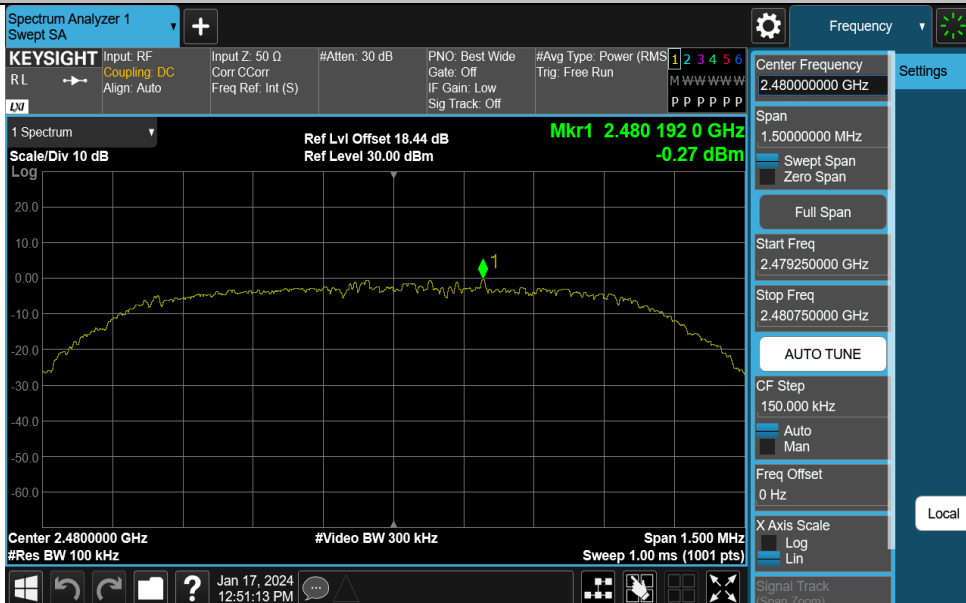 Spectrum Analyzer 1
Swept SA
Frequency
KEYSIGHT
RL
LXI
Input: RF
Coupling: DC
Align: Auto
Input Z: 50 Ω
Corr CCorr
Freq Ref: Int (S)
#Atten: 30 dB
PNO: Best Wide
Gate: Off
IF Gain: Low
Sig Track: Off
#Avg Type: Power (RMS
Trig: Free Run
1 2 3 4 5 6
M W W W W W
P P P P P P
1 Spectrum
Scale/Div 10 dB
Log
Ref Lvl Offset 18.44 dB
Ref Level 30.00 dBm
Mkr1 2.480 192 0 GHz
-0.27 dBm
20.0
10.0
0.00
-10.0
-20.0
-30.0
-40.0
-50.0
-60.0
1
Center 2.4800000 GHz
#Res BW 100 kHz
#Video BW 300 kHz
Span 1.500 MHz
Sweep 1.00 ms (1001 pts)
Jan 17, 2024
12:51:13 PM
Center Frequency
2.480000000 GHz
Span
1.50000000 MHz
Swept Span
Zero Span
Full Span
Start Freq
2.479250000 GHz
Stop Freq
2.480750000 GHz
AUTO TUNE
CF Step
150.000 kHz
Auto
Man
Freq Offset
0 Hz
X Axis Scale
Log
Lin
Signal Track
(Span Zoom)
Settings
Local